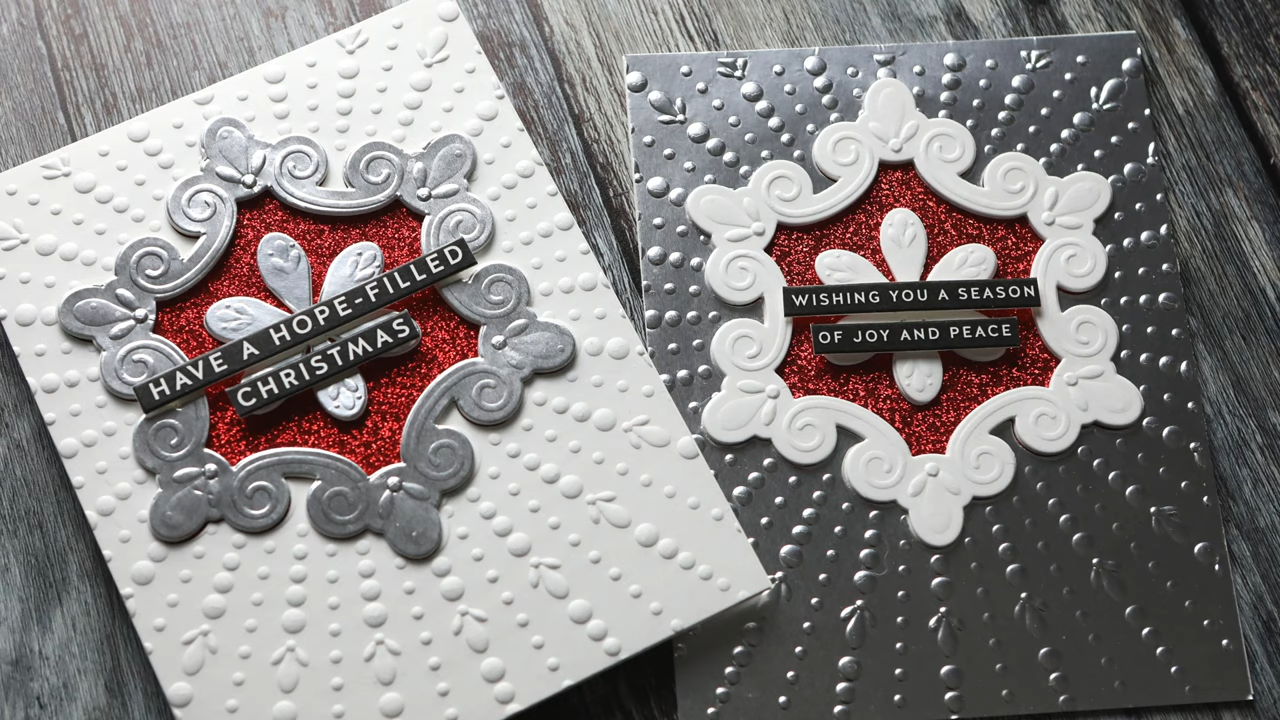 HAVE A HOPE-FILLED
CHRISTMAS
WISHING YOU A SEASON
OF JOY AND PEACE